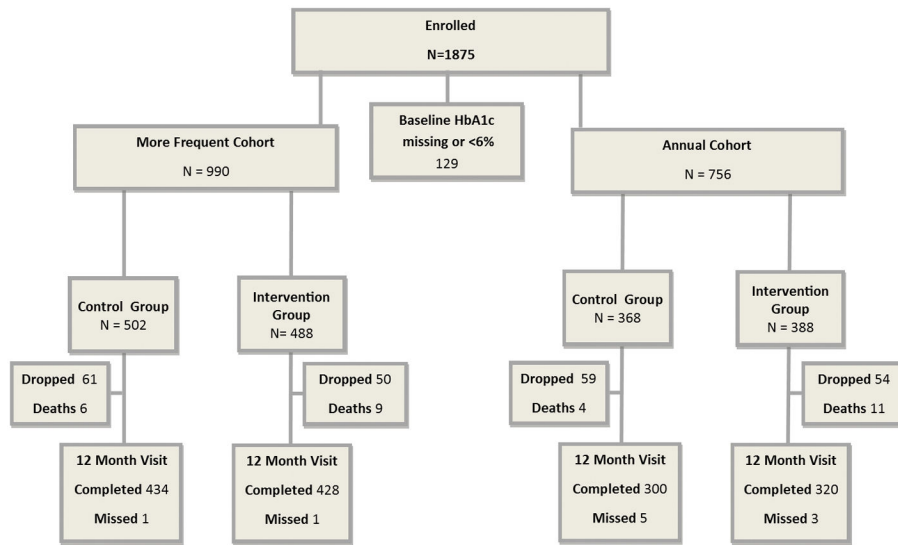 Enrolled
N=1875
Baseline HbA1c
missing or <6%
129
More Frequent Cohort
N = 990
Annual Cohort
N = 756
Control Group
N = 502
Intervention
Group
N= 488
Control Group
N = 368
Intervention
Group
N = 388
Dropped 61
Deaths 6
Dropped 50
Deaths 9
Dropped 59
Deaths 4
Dropped 54
Deaths 11
12 Month Visit
Completed 434
Missed 1
12 Month Visit
Completed 428
Missed 1
12 Month Visit
Completed 300
Missed 5
12 Month Visit
Completed 320
Missed 3